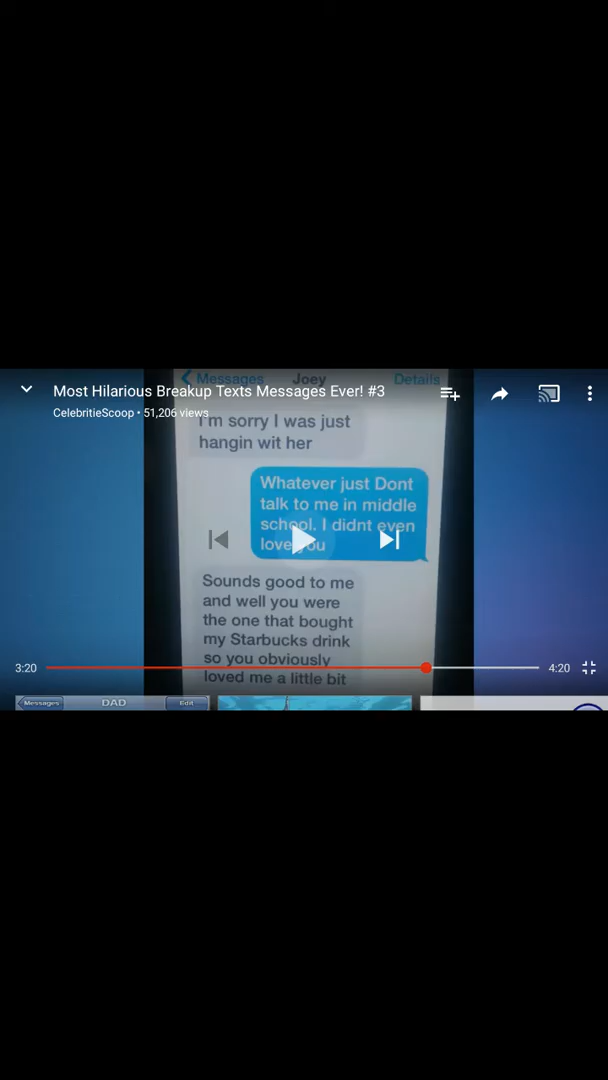 Messages Joey Details
Most Hilarious Breakup Texts Messages Ever! #3
CelebritieScoop • 51,206 views
I'm sorry I was just
hangin wit her
Whatever just Dont
talk to me in middle
school. I didnt even
love you
Sounds good to me
and well you were
the one that bought
my Starbucks drink
so you obviously
loved me a little bit
3:20
4:20
Messages DAD Edit